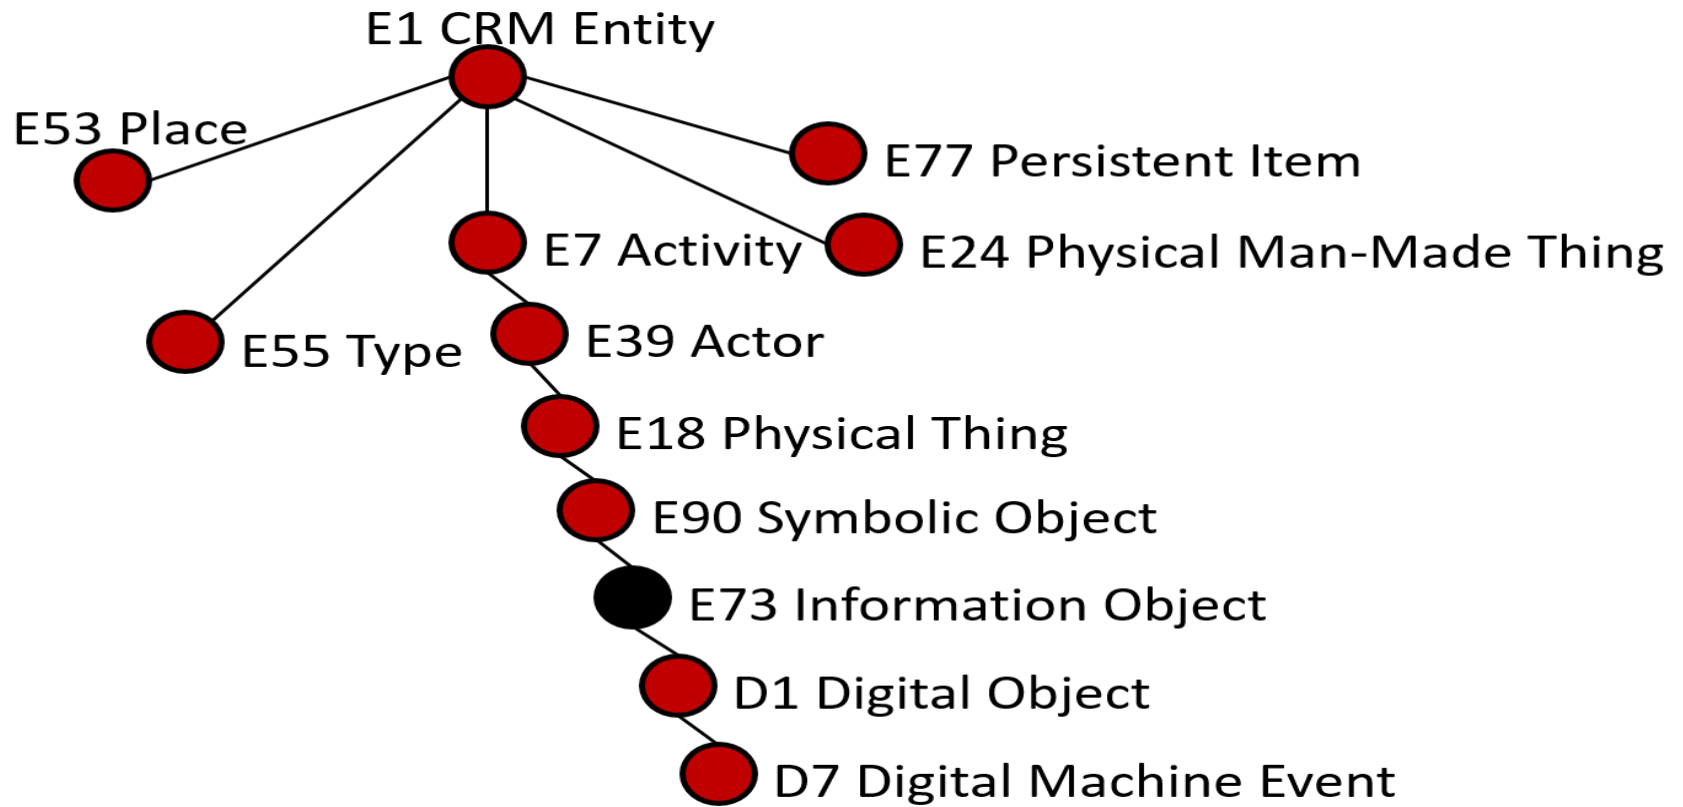 E1 CRM Entity
E53 Place
E77 Persistent Item
E7 Activity
E24 Physical Man-Made Thing
E55 Type
E39 Actor
E18 Physical Thing
E90 Symbolic Object
E73 Information Object
D1 Digital Object
D7 Digital Machine Event